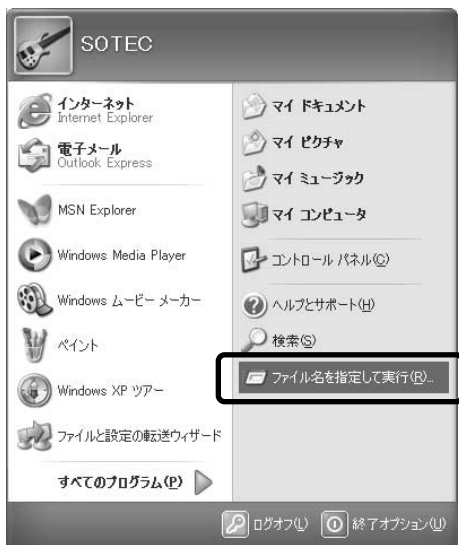 SOTEC
インターネット
Internet Explorer
電子メール
Outlook Express
MSN Explorer
Windows Media Player
Windows ムービー メーカー
ペイント
Windows XP ツアー
ファイルと設定の転送ウィザード
すべてのプログラム(P)
マイ ドキュメント
マイ ピクチャ
マイ ミュージック
マイ コンピュータ
コントロール パネル(C)
ヘルプとサポート(H)
検索(S)
ファイル名を指定して実行(R)...
ログオフ(L)
終了オプション(U)